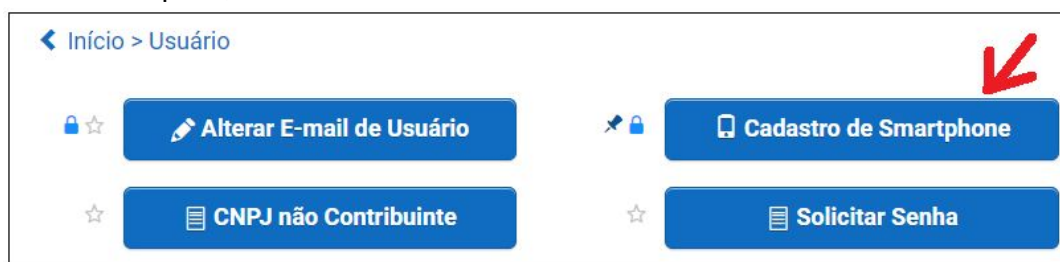 Início > Usuário
Alterar E-mail de Usuário
Cadastro de Smartphone
CNPJ não Contribuinte
Solicitar Senha